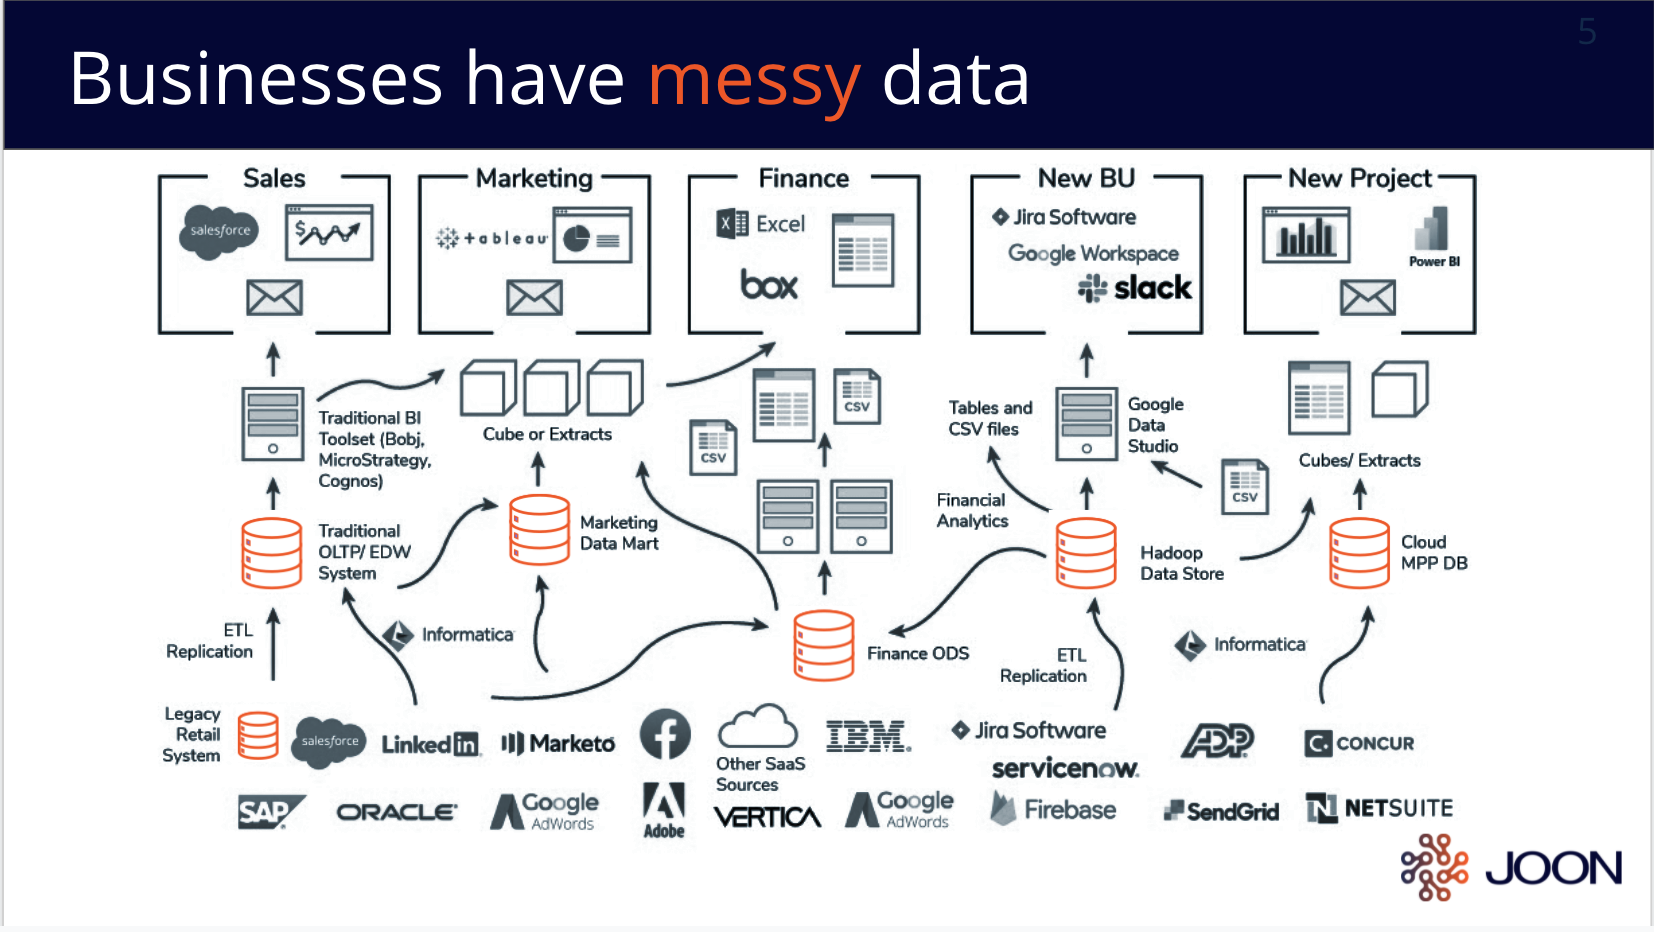 5
Businesses have messy data
Sales
Marketing
Finance
New BU
New Project
salesforce
$
+ableau
Excel
box
Jira Software
Google Workspace
slack
Power BI
Traditional BI
Toolset (Bobj,
MicroStrategy,
Cognos)
Cube or Extracts
CSV
CSV
Tables and
CSV files
Google
Data
Studio
Cubes/ Extracts
CSV
Financial
Analytics
Traditional
OLTP/ EDW
System
Marketing
Data Mart
Hadoop
Data Store
Cloud
MPP DB
ETL
Replication
Informatica
Finance ODS
ETL
Replication
Informatica
Legacy
Retail
System
salesforce
Linkedin
Marketo
Other SaaS
Sources
IBM
Jira Software
servicenow
ADP
C.
CONCUR
SAP
ORACLE
Google
AdWords
Adobe
VERTICA
Google
AdWords
Firebase
SendGrid
N
NETSUITE
JOON